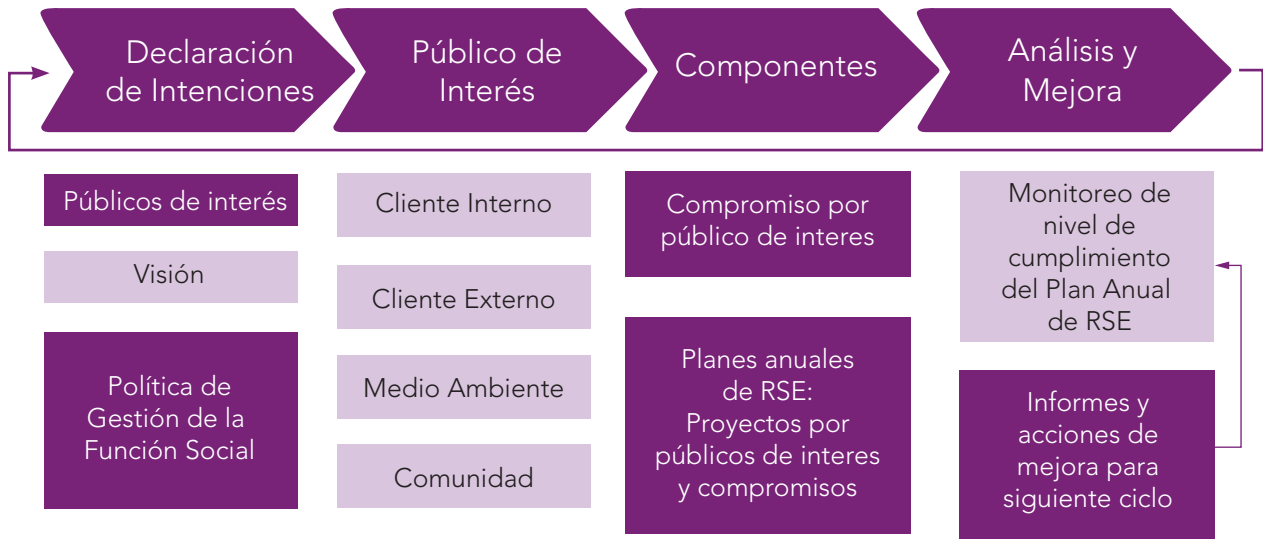 Declaración
de Intenciones
Público de
Interés
Componentes
Análisis y
Mejora
Públicos de interés
Visión
Política de
Gestión de la
Función Social
Cliente Interno
Cliente Externo
Medio Ambiente
Comunidad
Compromiso por
público de interes
Planes anuales
de RSE:
Proyectos por
públicos de interes
y compromisos
Monitoreo de
nivel de
cumplimiento
del Plan Anual
de RSE
Informes y
acciones de
mejora para
siguiente ciclo